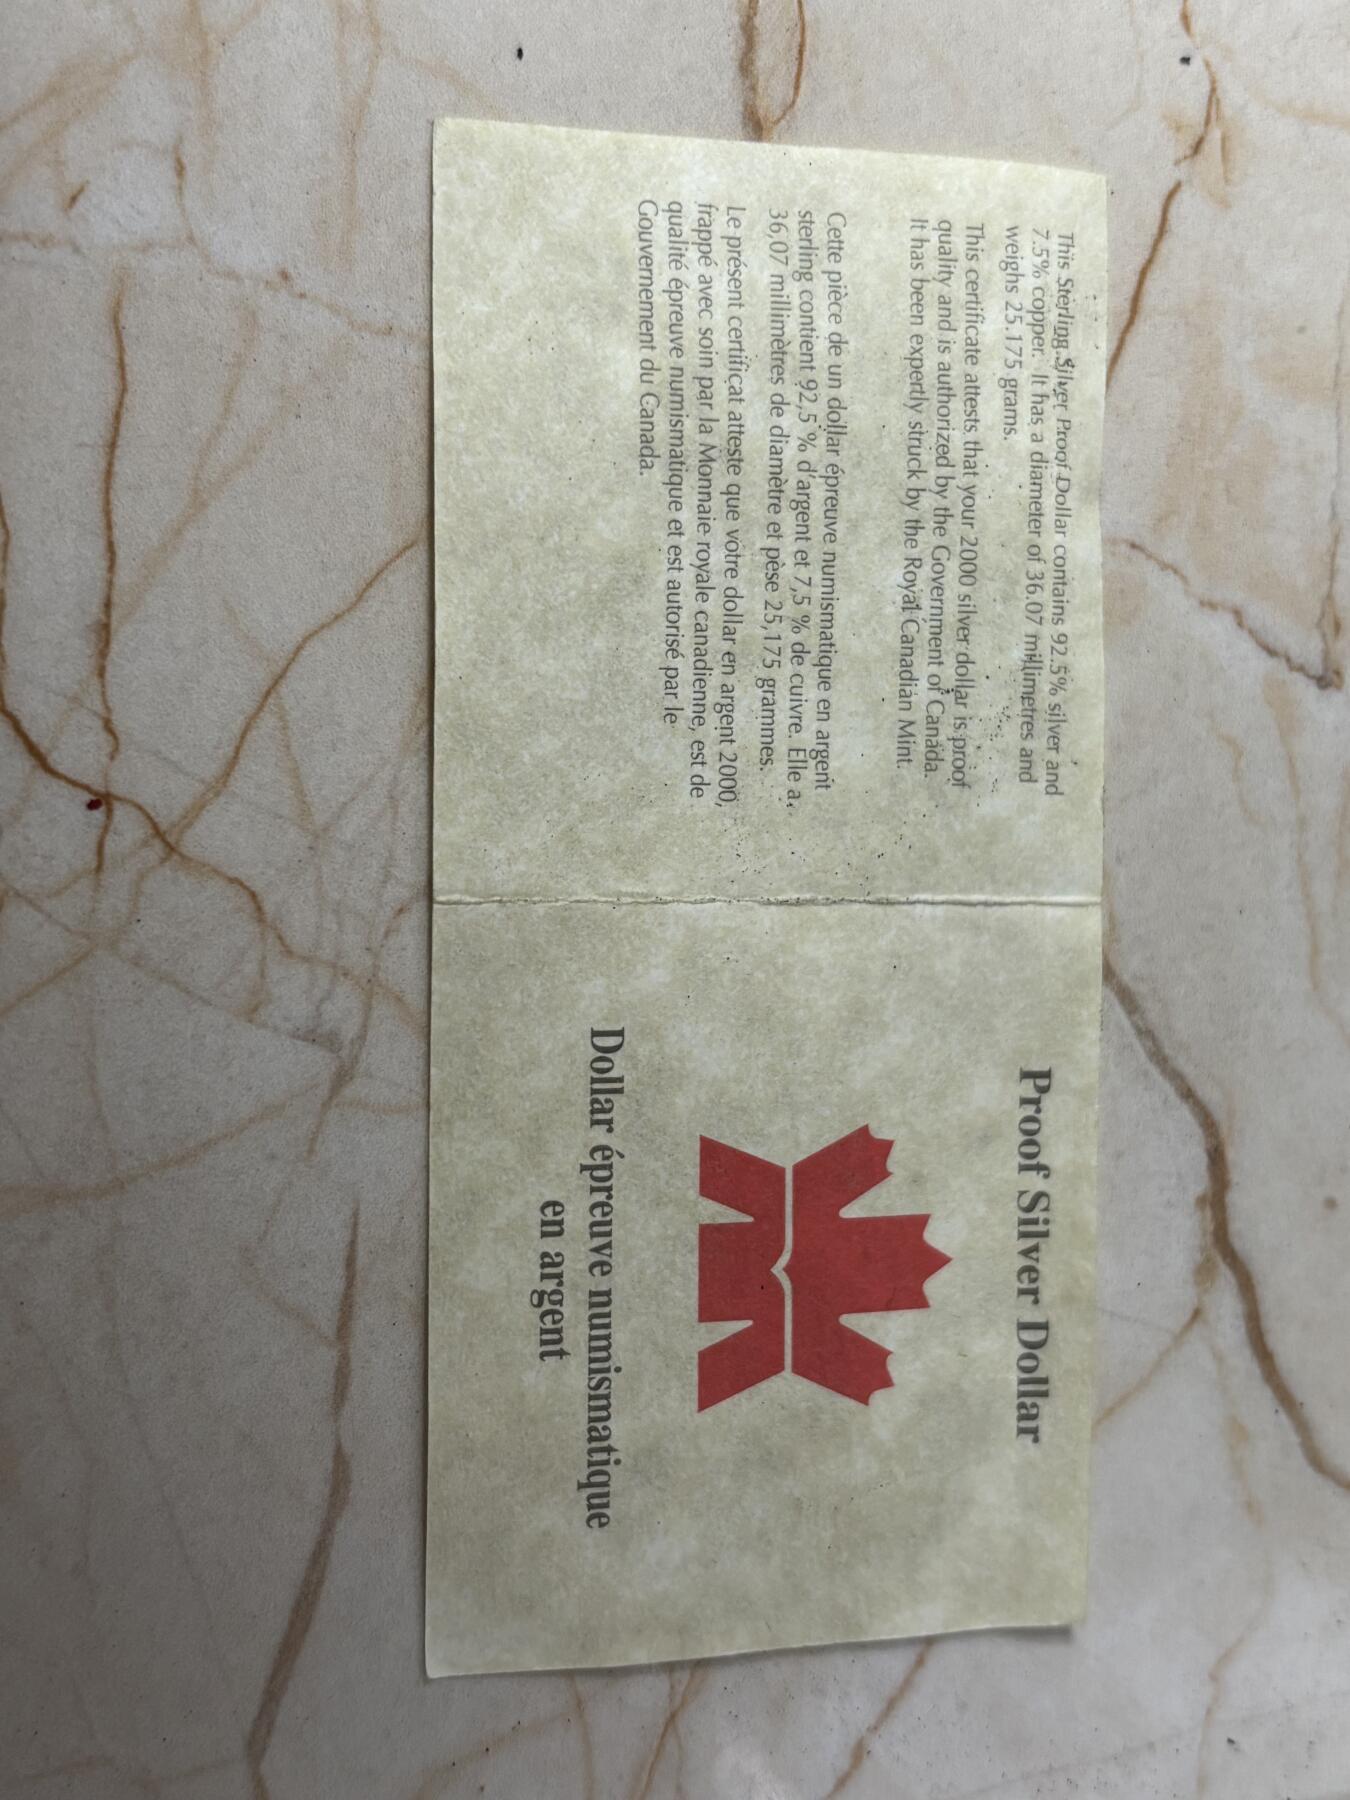 This Sterling Silver Proof Dollar contains 92.5% silver and
7.5% copper. It has a diameter of 36.07 millimetres and
weighs 25.175 grams.
This certificate attests that your 2000 silver dollar is proof
quality and is authorized by the Government of Canada.
It has been expertly struck by the Royal Canadian Mint.
Cette pièce de un dollar épreuve numismatique en argent
sterling contient 92,5 % d'argent et 7,5 % de cuivre. Elle a
36,07 millimètres de diamètre et pèse 25,175 grammes.
Le présent certificat atteste que votre dollar en argent 2000,
frappé avec soin par la Monnaie royale canadienne, est de
qualité épreuve numismatique et est autorisé par le
Gouvernement du Canada.
Proof Silver Dollar
Dollar épreuve numismatique
en argent